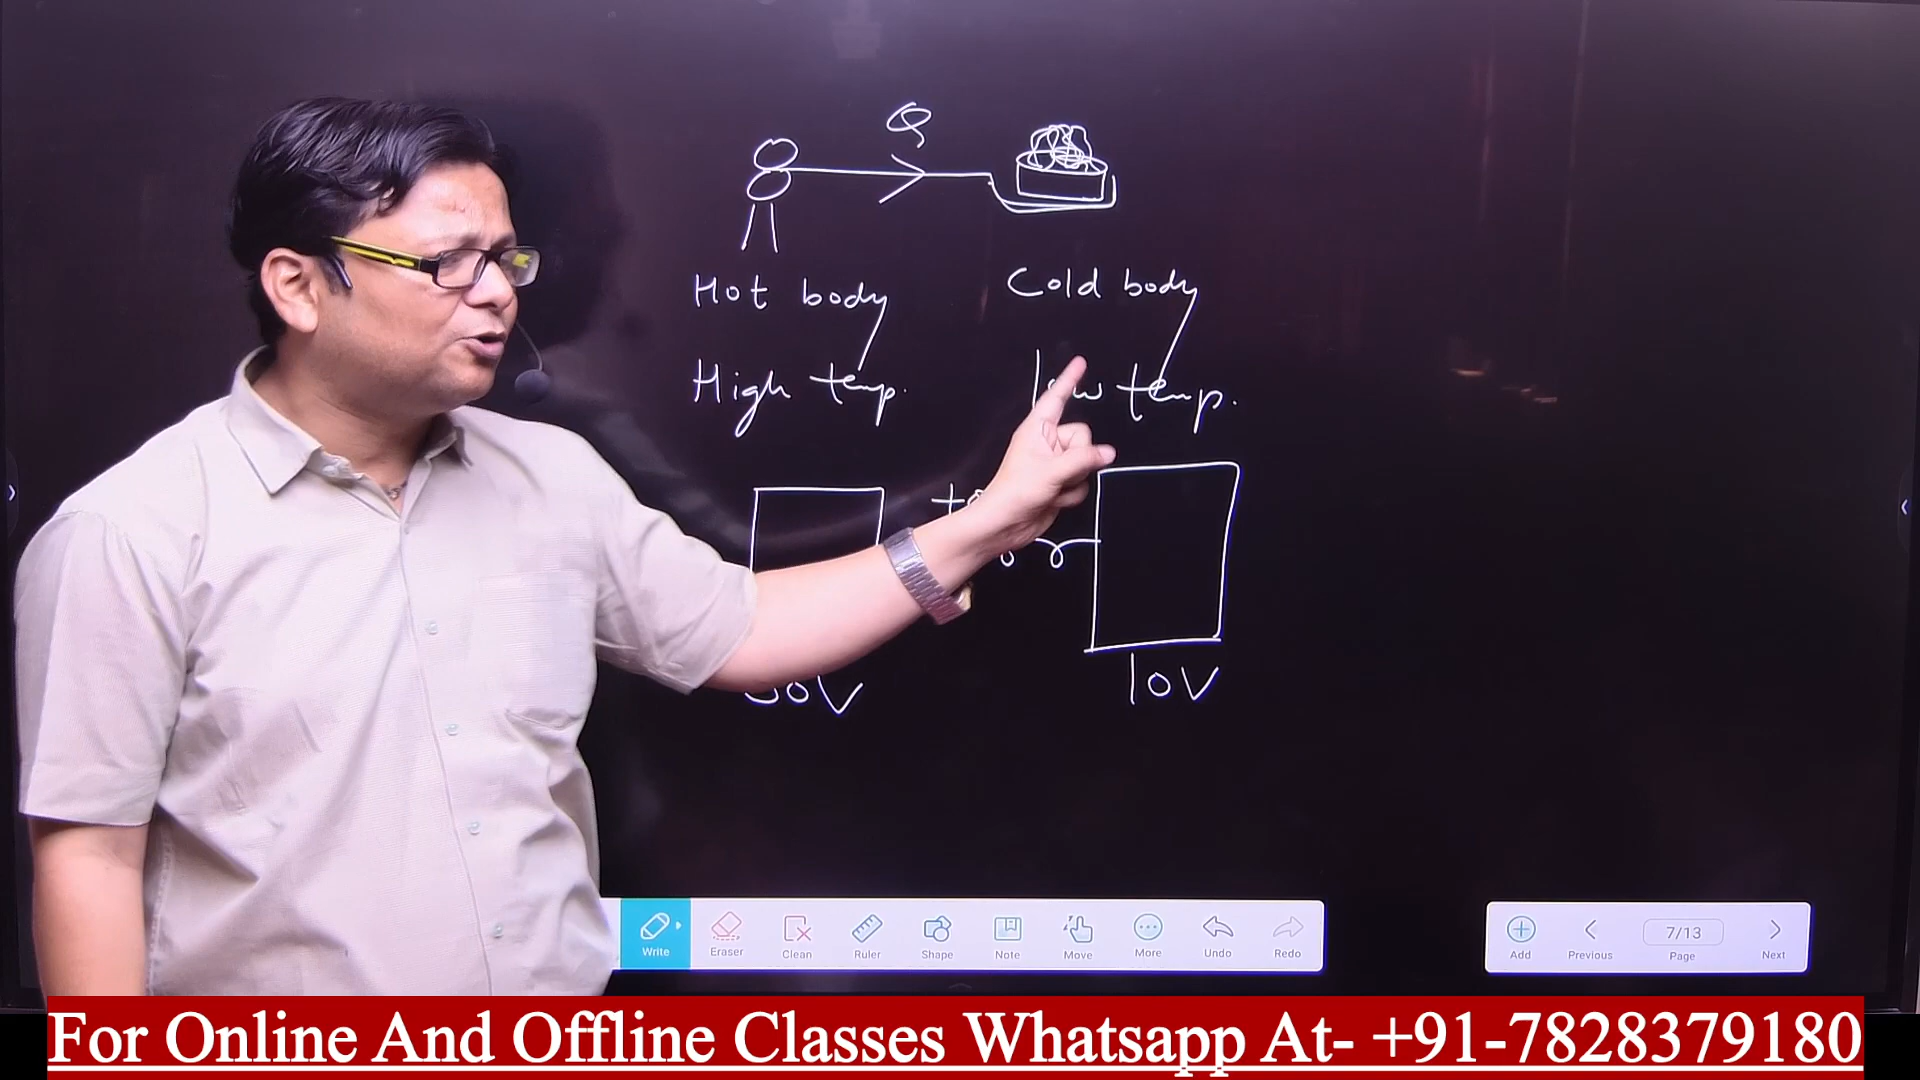 Q
Hot body
Cold body
High temp.
low temp.
10V
Write
Eraser
Clean
Ruler
Shape
Note
Move
More
Undo
Redo
Add
Previous
7/13
Page
Next
For Online And Offline Classes Whatsapp At- +91-7828379180